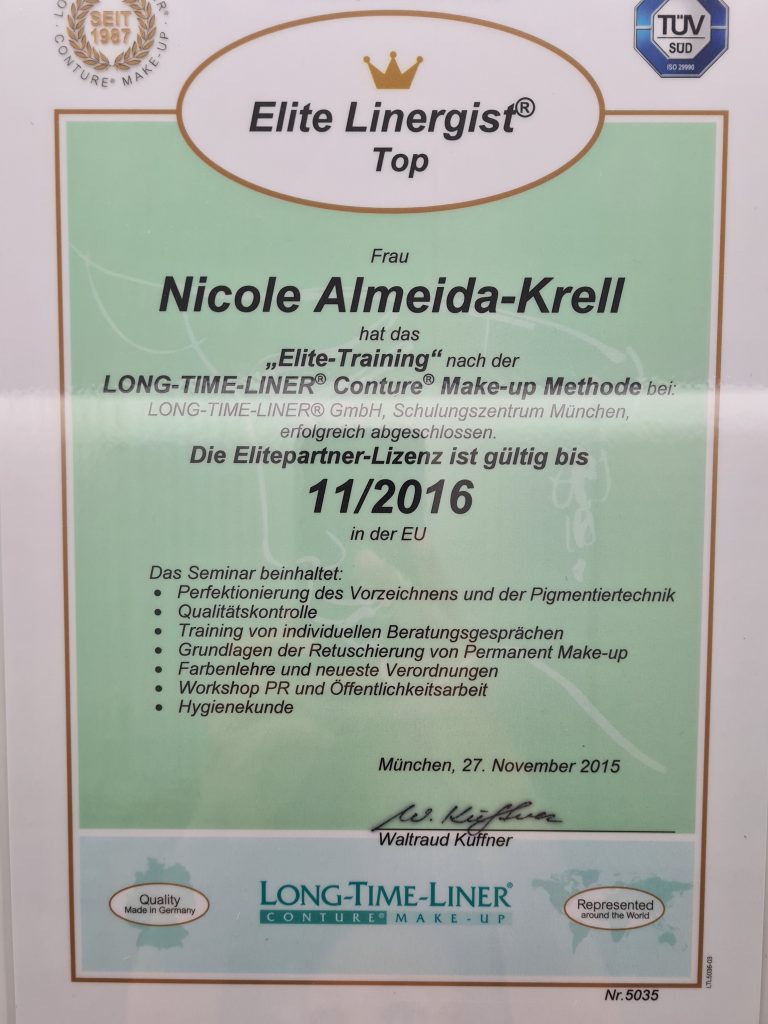 SEIT
1987
CONTURE® MAKE-UP
TÜV
SÜD
ISO 29990
Elite Linergist®
Top
Frau
Nicole Almeida-Krell
hat das
„Elite-Training“ nach der
LONG-TIME-LINER® Conture® Make-up Methode bei:
LONG-TIME-LINER® GmbH, Schulungszentrum München,
erfolgreich abgeschlossen.
Die Elitepartner-Lizenz ist gültig bis
11/2016
in der EU
Das Seminar beinhaltet:
• Perfektionierung des Vorzeichnens und der Pigmentiertechnik
• Qualitätskontrolle
• Training von individuellen Beratungsgesprächen
• Grundlagen der Retuschierung von Permanent Make-up
• Farbenlehre und neueste Verordnungen
• Workshop PR und Öffentlichkeitsarbeit
• Hygienekunde
München, 27. November 2015
W. Küffner
Waltraud Küffner
Quality
Made in Germany
LONG-TIME-LINER®
CONTURE® MAKE-UP
Represented
around the World
LTL5035-03
Nr.5035